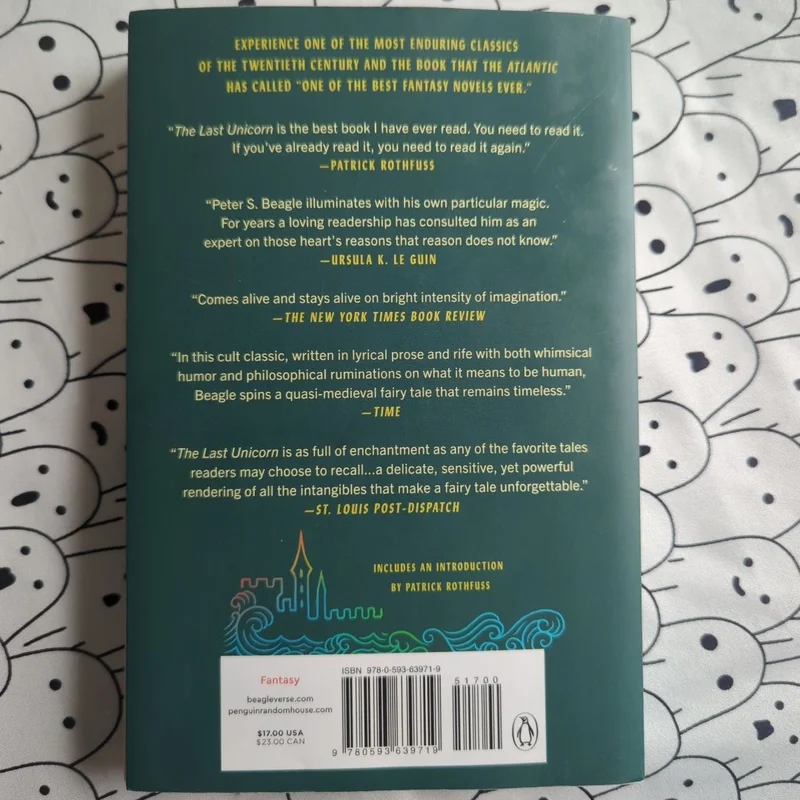 EXPERIENCE ONE OF THE MOST ENDURING CLASSICS
OF THE TWENTIETH CENTURY AND THE BOOK THAT THE ATLANTIC
HAS CALLED "ONE OF THE BEST FANTASY NOVELS EVER."
"The Last Unicorn is the best book I have ever read. You need to read it.
If you've already read it, you need to read it again."
—PATRICK ROTHFUSS
"Peter S. Beagle illuminates with his own particular magic.
For years a loving readership has consulted him as an
expert on those heart's reasons that reason does not know."
—URSULA K. LE GUIN
"Comes alive and stays alive on bright intensity of imagination."
—THE NEW YORK TIMES BOOK REVIEW
"In this cult classic, written in lyrical prose and rife with both whimsical
humor and philosophical ruminations on what it means to be human,
Beagle spins a quasi-medieval fairy tale that remains timeless."
—TIME
"The Last Unicorn is as full of enchantment as any of the favorite tales
readers may choose to recall...a delicate, sensitive, yet powerful
rendering of all the intangibles that make a fairy tale unforgettable."
—ST. LOUIS POST-DISPATCH
INCLUDES AN INTRODUCTION
BY PATRICK ROTHFUSS
Fantasy
beagleverse.com
penguinrandomhouse.com
$17.00 USA
$23.00 CAN
ISBN 978-0-593-63971-9
51700
9 780593 639719